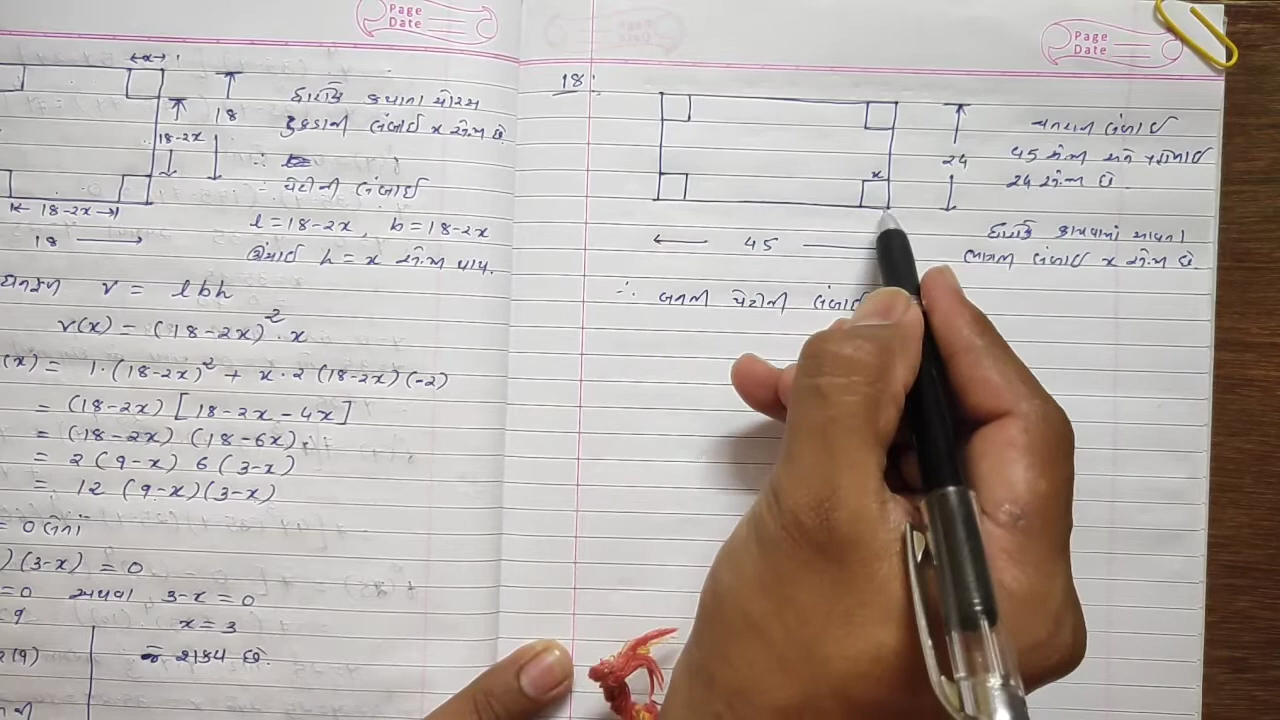 Page
Date
←x→
18
18-2x
ધારોકે કાપેલા ચોરસ
ટુકડાની લંબાઈ x સેમી છે.
∴ પેટીની લંબાઈ
← 18-2x →
l = 18-2x, b = 18-2x
18 →
ઊંચાઈ h = x સેમી થાય.
v = lbh
v(x) = (18-2x)² · x
(x) = 1·(18-2x)² + x·2(18-2x)(-2)
= (18-2x) [18-2x-4x]
= (18-2x) (18-6x)
= 2(9-x) 6(3-x)
= 12 (9-x)(3-x)
= 0 લેતાં
) (3-x) = 0
=0 અથવા 3-x=0
x = 3
(9)
શક્ય છે.
Page
Date
18:
x
24
પતરાની લંબાઈ
45 સેમી અને પહોળાઈ
24 સેમી છે.
← 45
ધારોકે કાપવામાં આવતા
ભાગની લંબાઈ x સેમી છે.
∴ બનતી પેટીની લંબાઈ